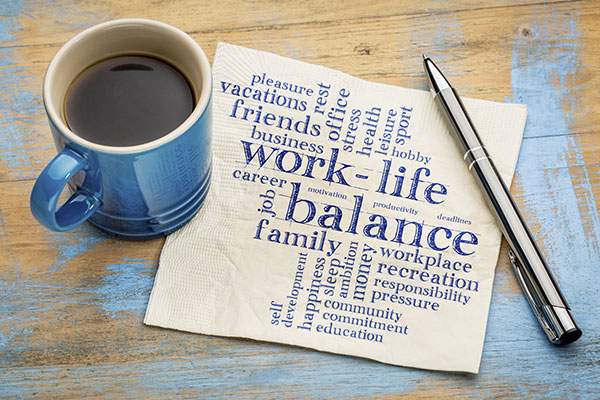 pleasure
vacations
rest
office
friends
stress
health
leisure
sport
business
hobby
work-life
career
motivation
productivity
deadlines
job
balance
family
workplace
recreation
responsibility
pressure
money
ambition
sleep
happiness
development
self
community
commitment
education